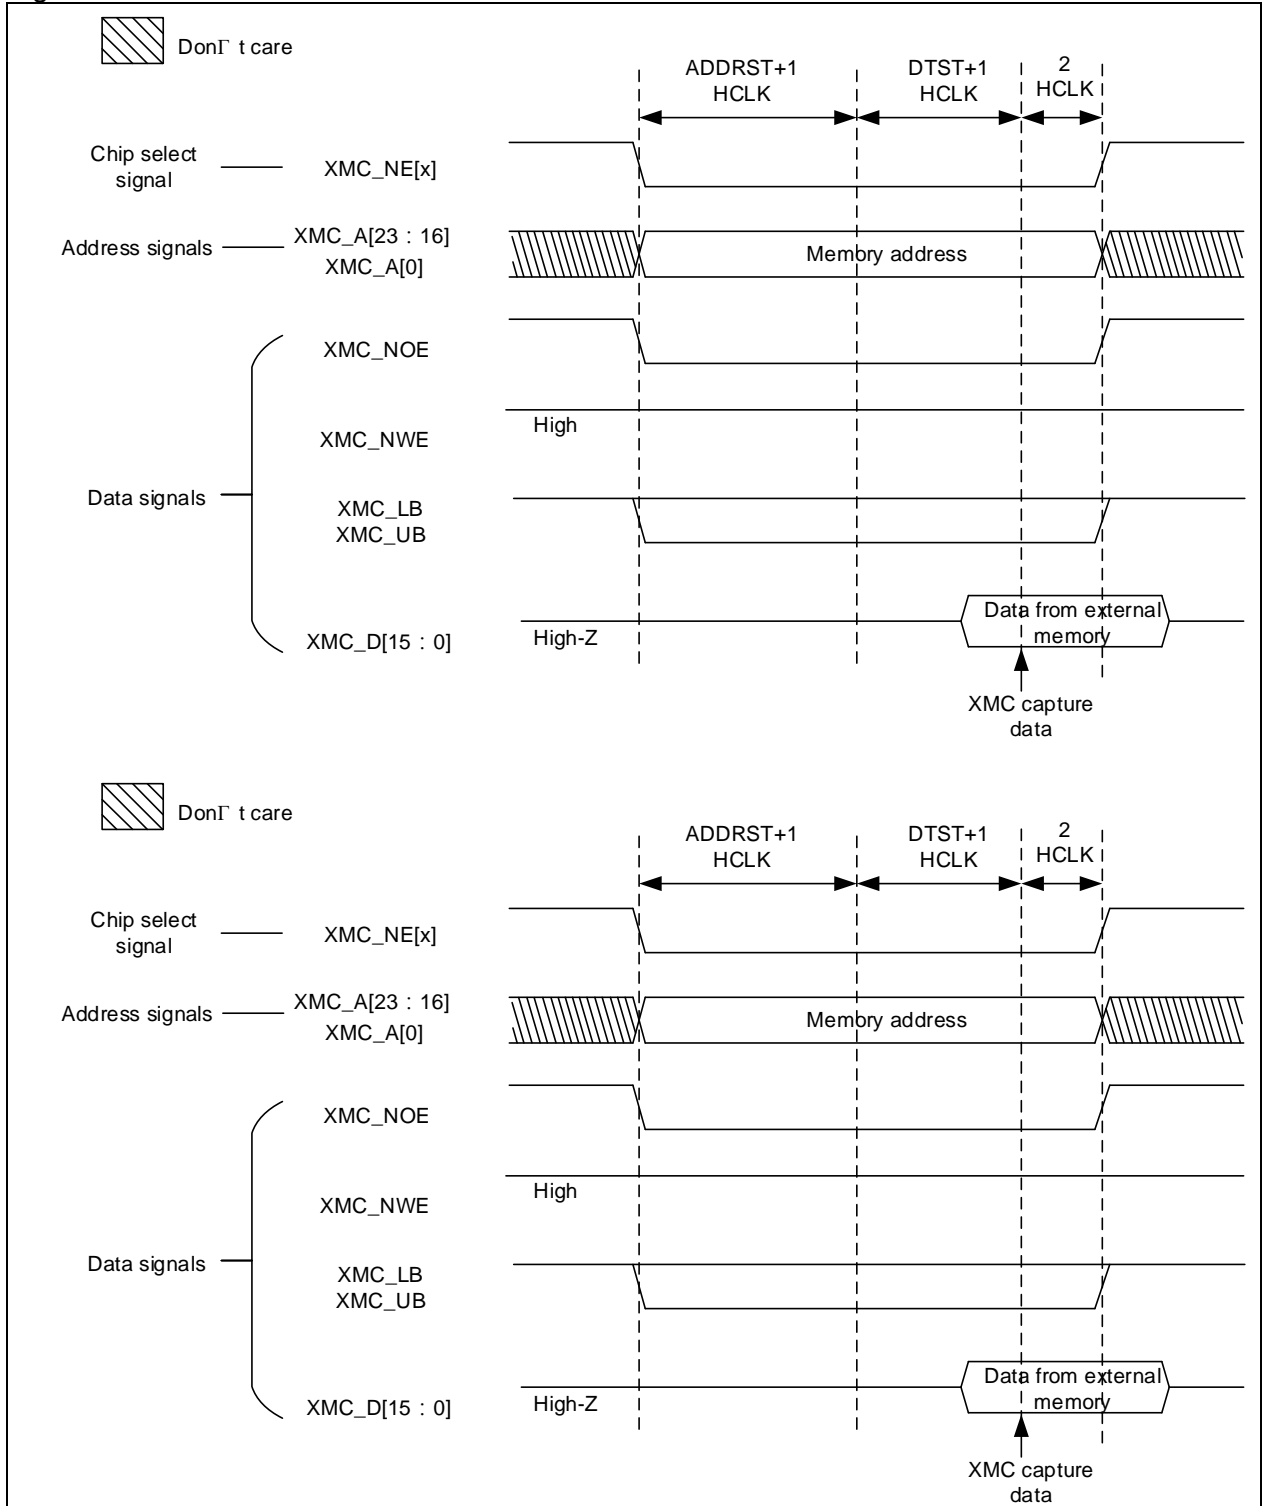 DonΓ t care
ADDRST+1
HCLK
DTST+1
HCLK
2
HCLK
Chip select
signal
XMC_NE[x]
Address signals
XMC_A[23 : 16]
XMC_A[0]
Memory address
XMC_NOE
High
XMC_NWE
Data signals
XMC_LB
XMC_UB
Data from external
memory
High-Z
XMC_D[15 : 0]
XMC capture
data
DonΓ t care
ADDRST+1
HCLK
DTST+1
HCLK
2
HCLK
Chip select
signal
XMC_NE[x]
Address signals
XMC_A[23 : 16]
XMC_A[0]
Memory address
XMC_NOE
High
XMC_NWE
Data signals
XMC_LB
XMC_UB
Data from external
memory
High-Z
XMC_D[15 : 0]
XMC capture
data